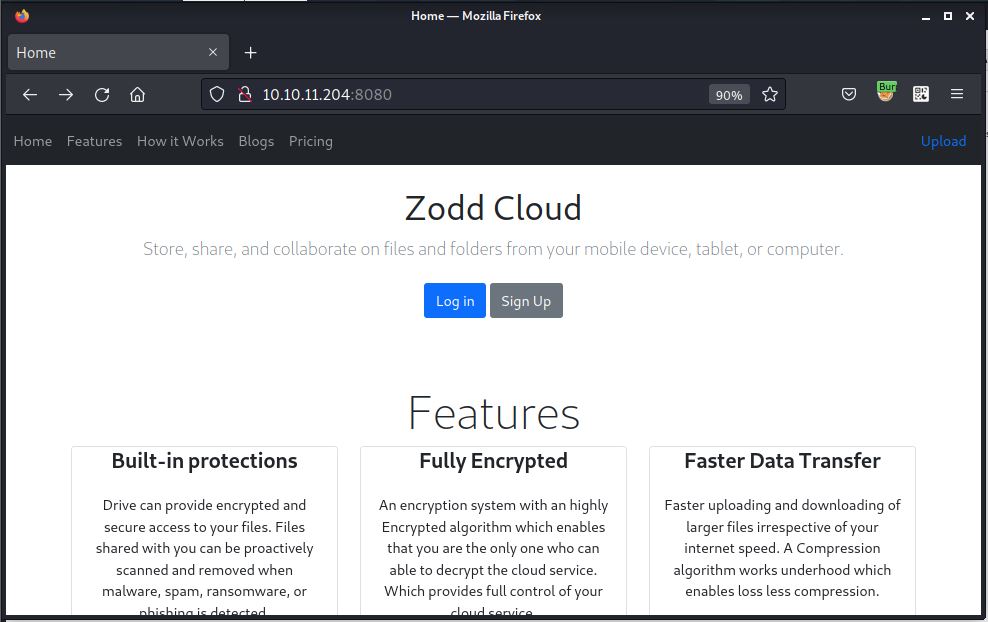 Home — Mozilla Firefox
Home
10.10.11.204:8080
90%
Bur
Home Features How it Works Blogs Pricing Upload
Zodd Cloud
Store, share, and collaborate on files and folders from your mobile device, tablet, or computer.
Log in Sign Up
Features
Built-in protections
Drive can provide encrypted and
secure access to your files. Files
shared with you can be proactively
scanned and removed when
malware, spam, ransomware, or
phishing is detected
Fully Encrypted
An encryption system with an highly
Encrypted algorithm which enables
that you are the only one who can
able to decrypt the cloud service.
Which provides full control of your
cloud service
Faster Data Transfer
Faster uploading and downloading of
larger files irrespective of your
internet speed. A Compression
algorithm works underhood which
enables loss less compression.